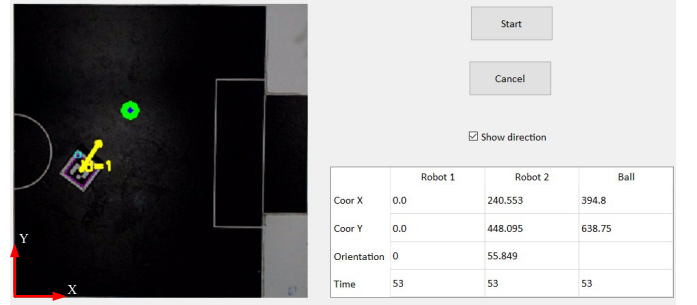 Start
Cancel
Show direction
1
Y
X
Robot 1 Robot 2 Ball
Coor X 0.0 240.553 394.8
Coor Y 0.0 448.095 638.75
Orientation 0 55.849
Time 53 53 53